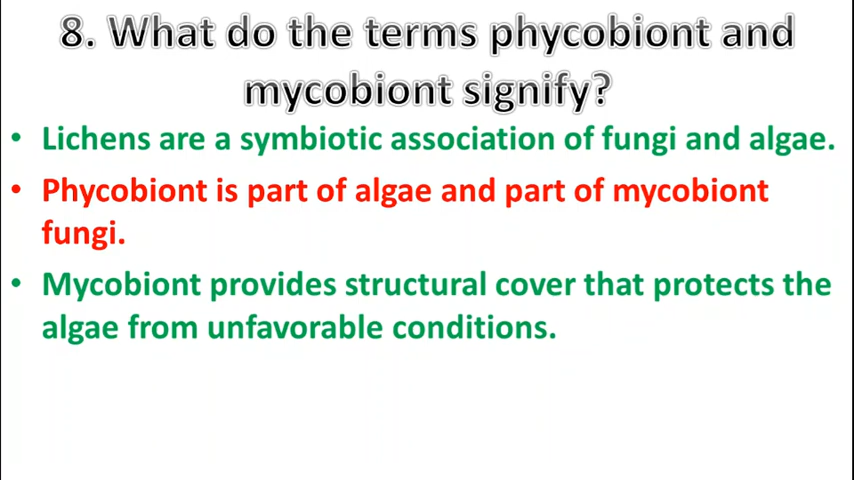 8. What do the terms phycobiont and
mycobiont signify?
• Lichens are a symbiotic association of fungi and algae.
• Phycobiont is part of algae and part of mycobiont
fungi.
• Mycobiont provides structural cover that protects the
algae from unfavorable conditions.